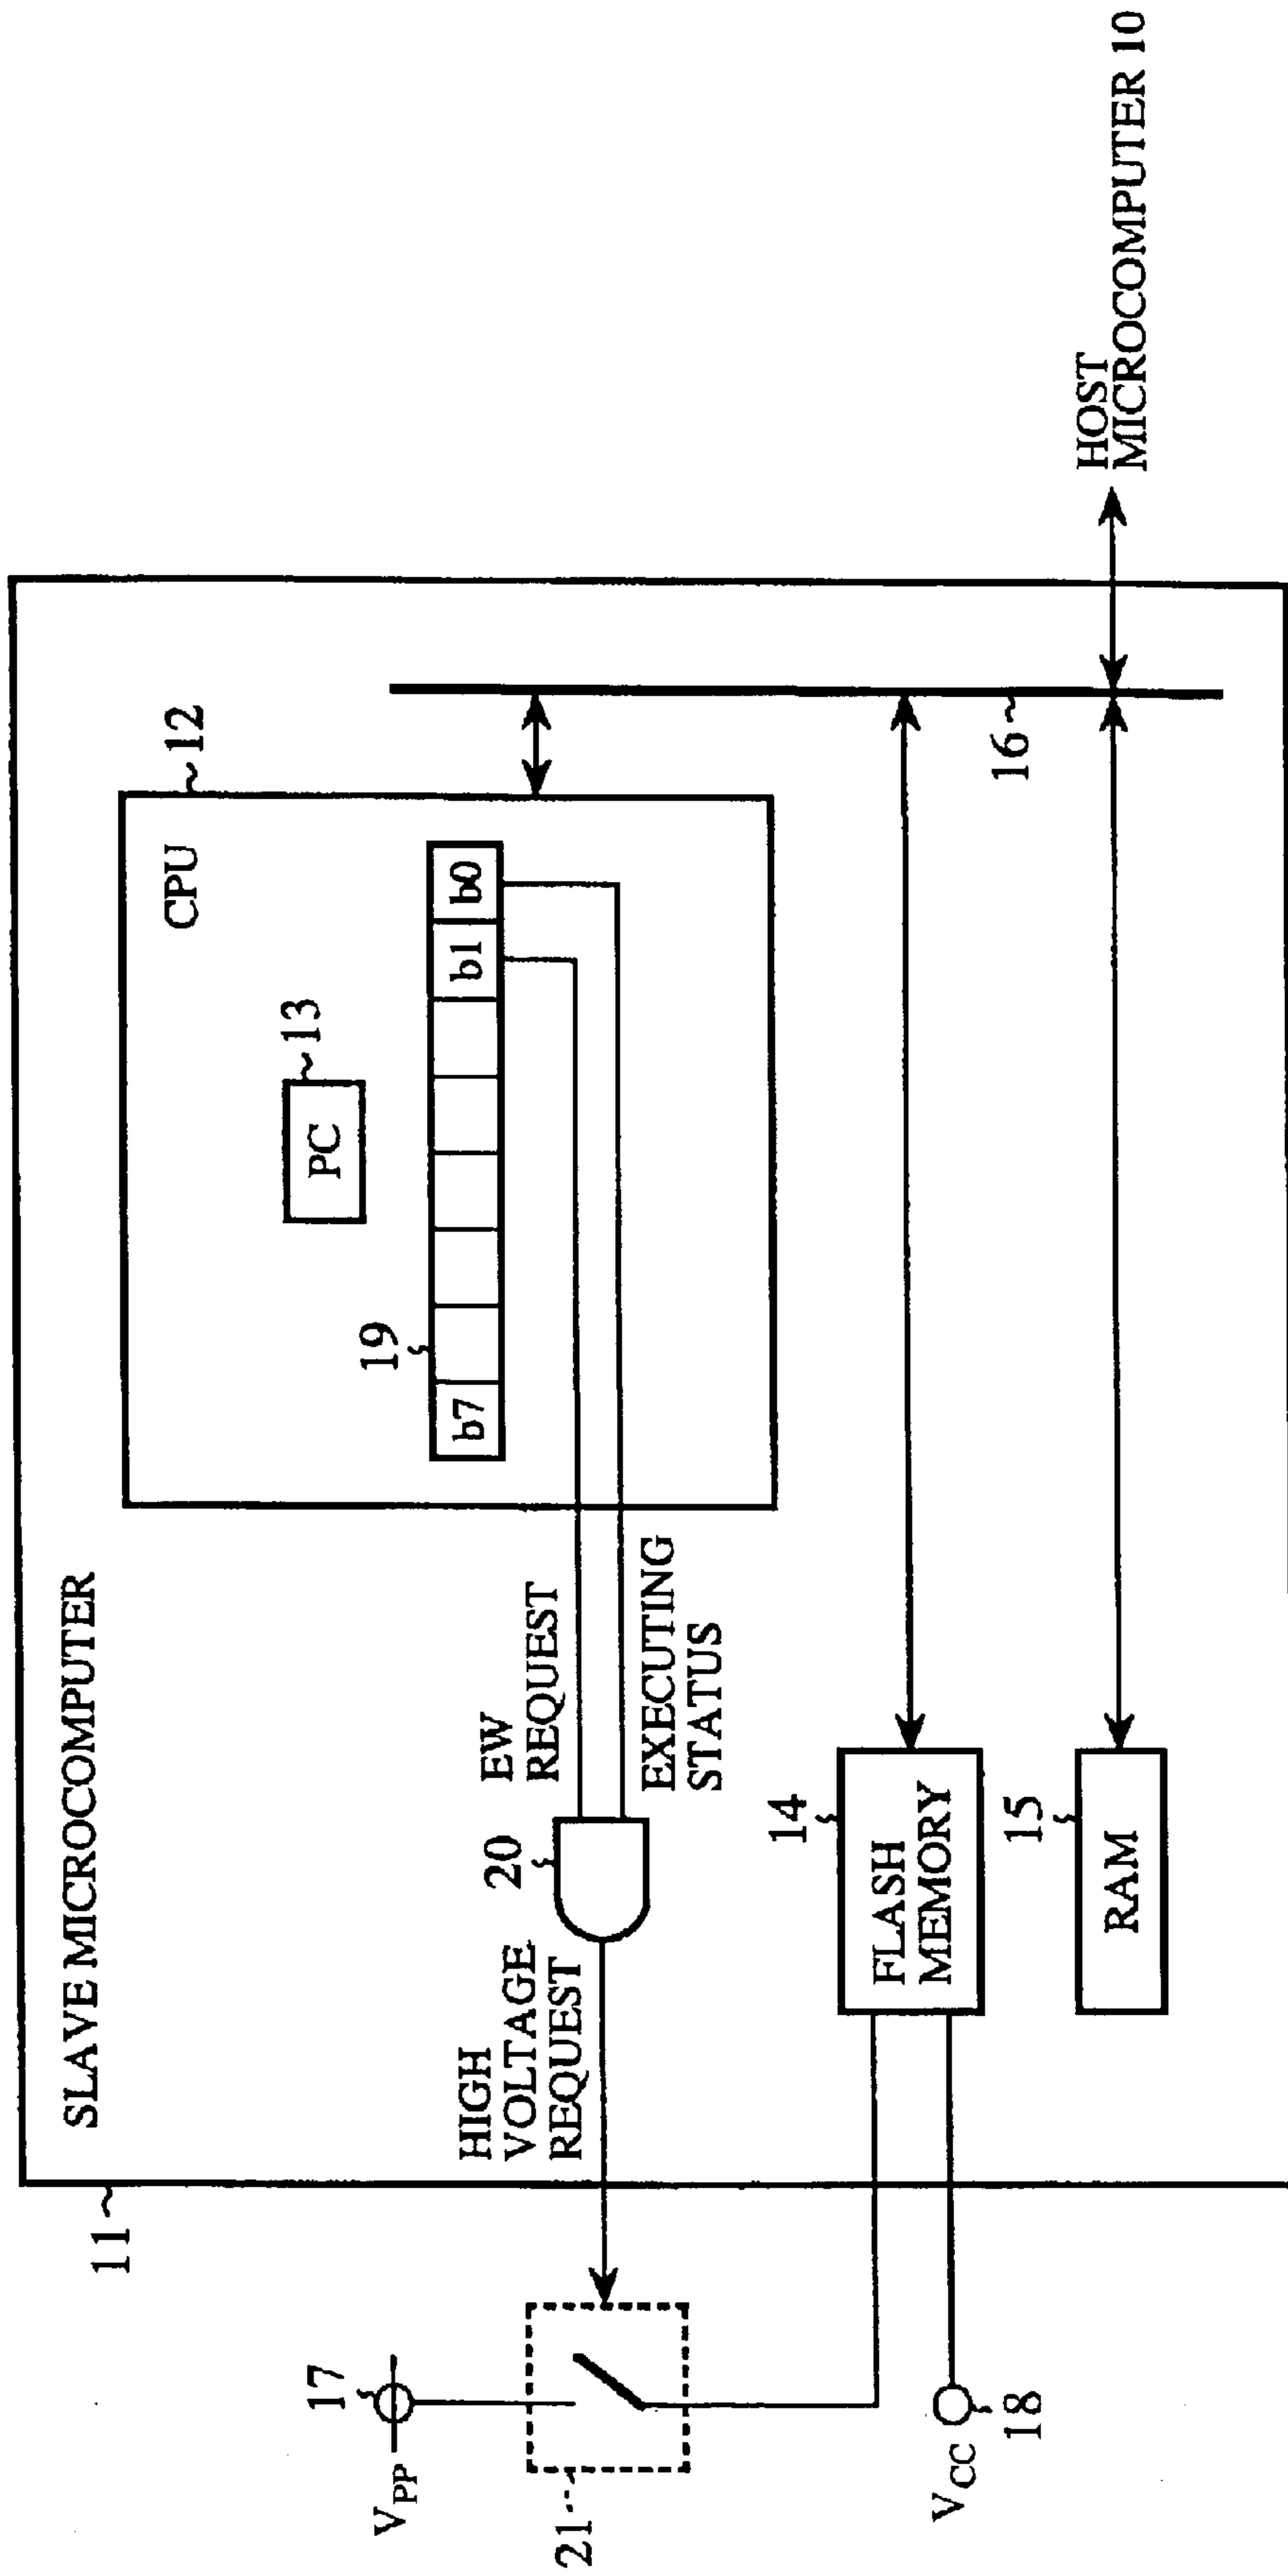 SLAVE MICROCOMPUTER
11
12
CPU
13
PC
19
b7
b1
b0
EW
REQUEST
20
HIGH
VOLTAGE
REQUEST
EXECUTING
STATUS
17
VPP
21
14
FLASH
MEMORY
16
15
RAM
VCC
18
HOST
MICROCOMPUTER 10